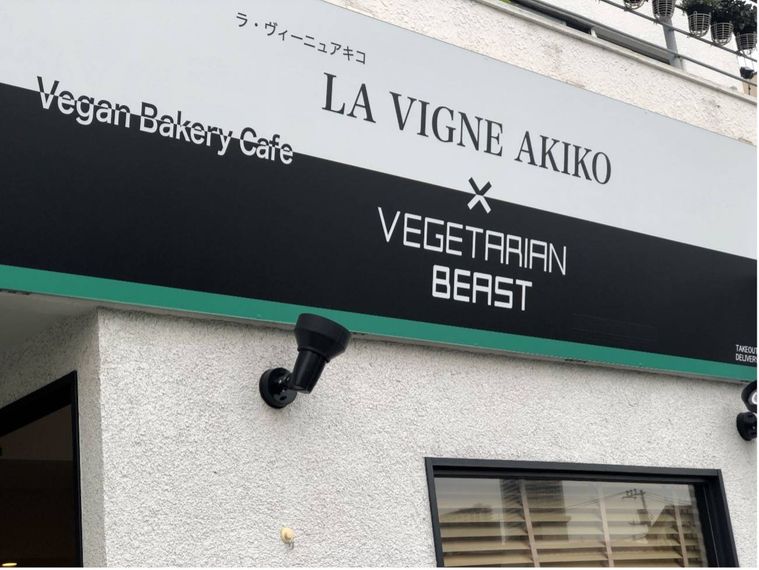 ラ・ヴィーニュアキコ
LA VIGNE AKIKO
Vegan Bakery Cafe
×
VEGETARIAN
BEAST
TAKEOUT
DELIVERY